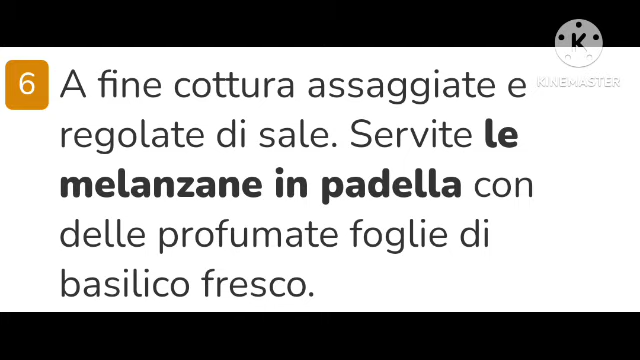 KINEMASTER
6 A fine cottura assaggiate e
regolate di sale. Servite le
melanzane in padella con
delle profumate foglie di
basilico fresco.